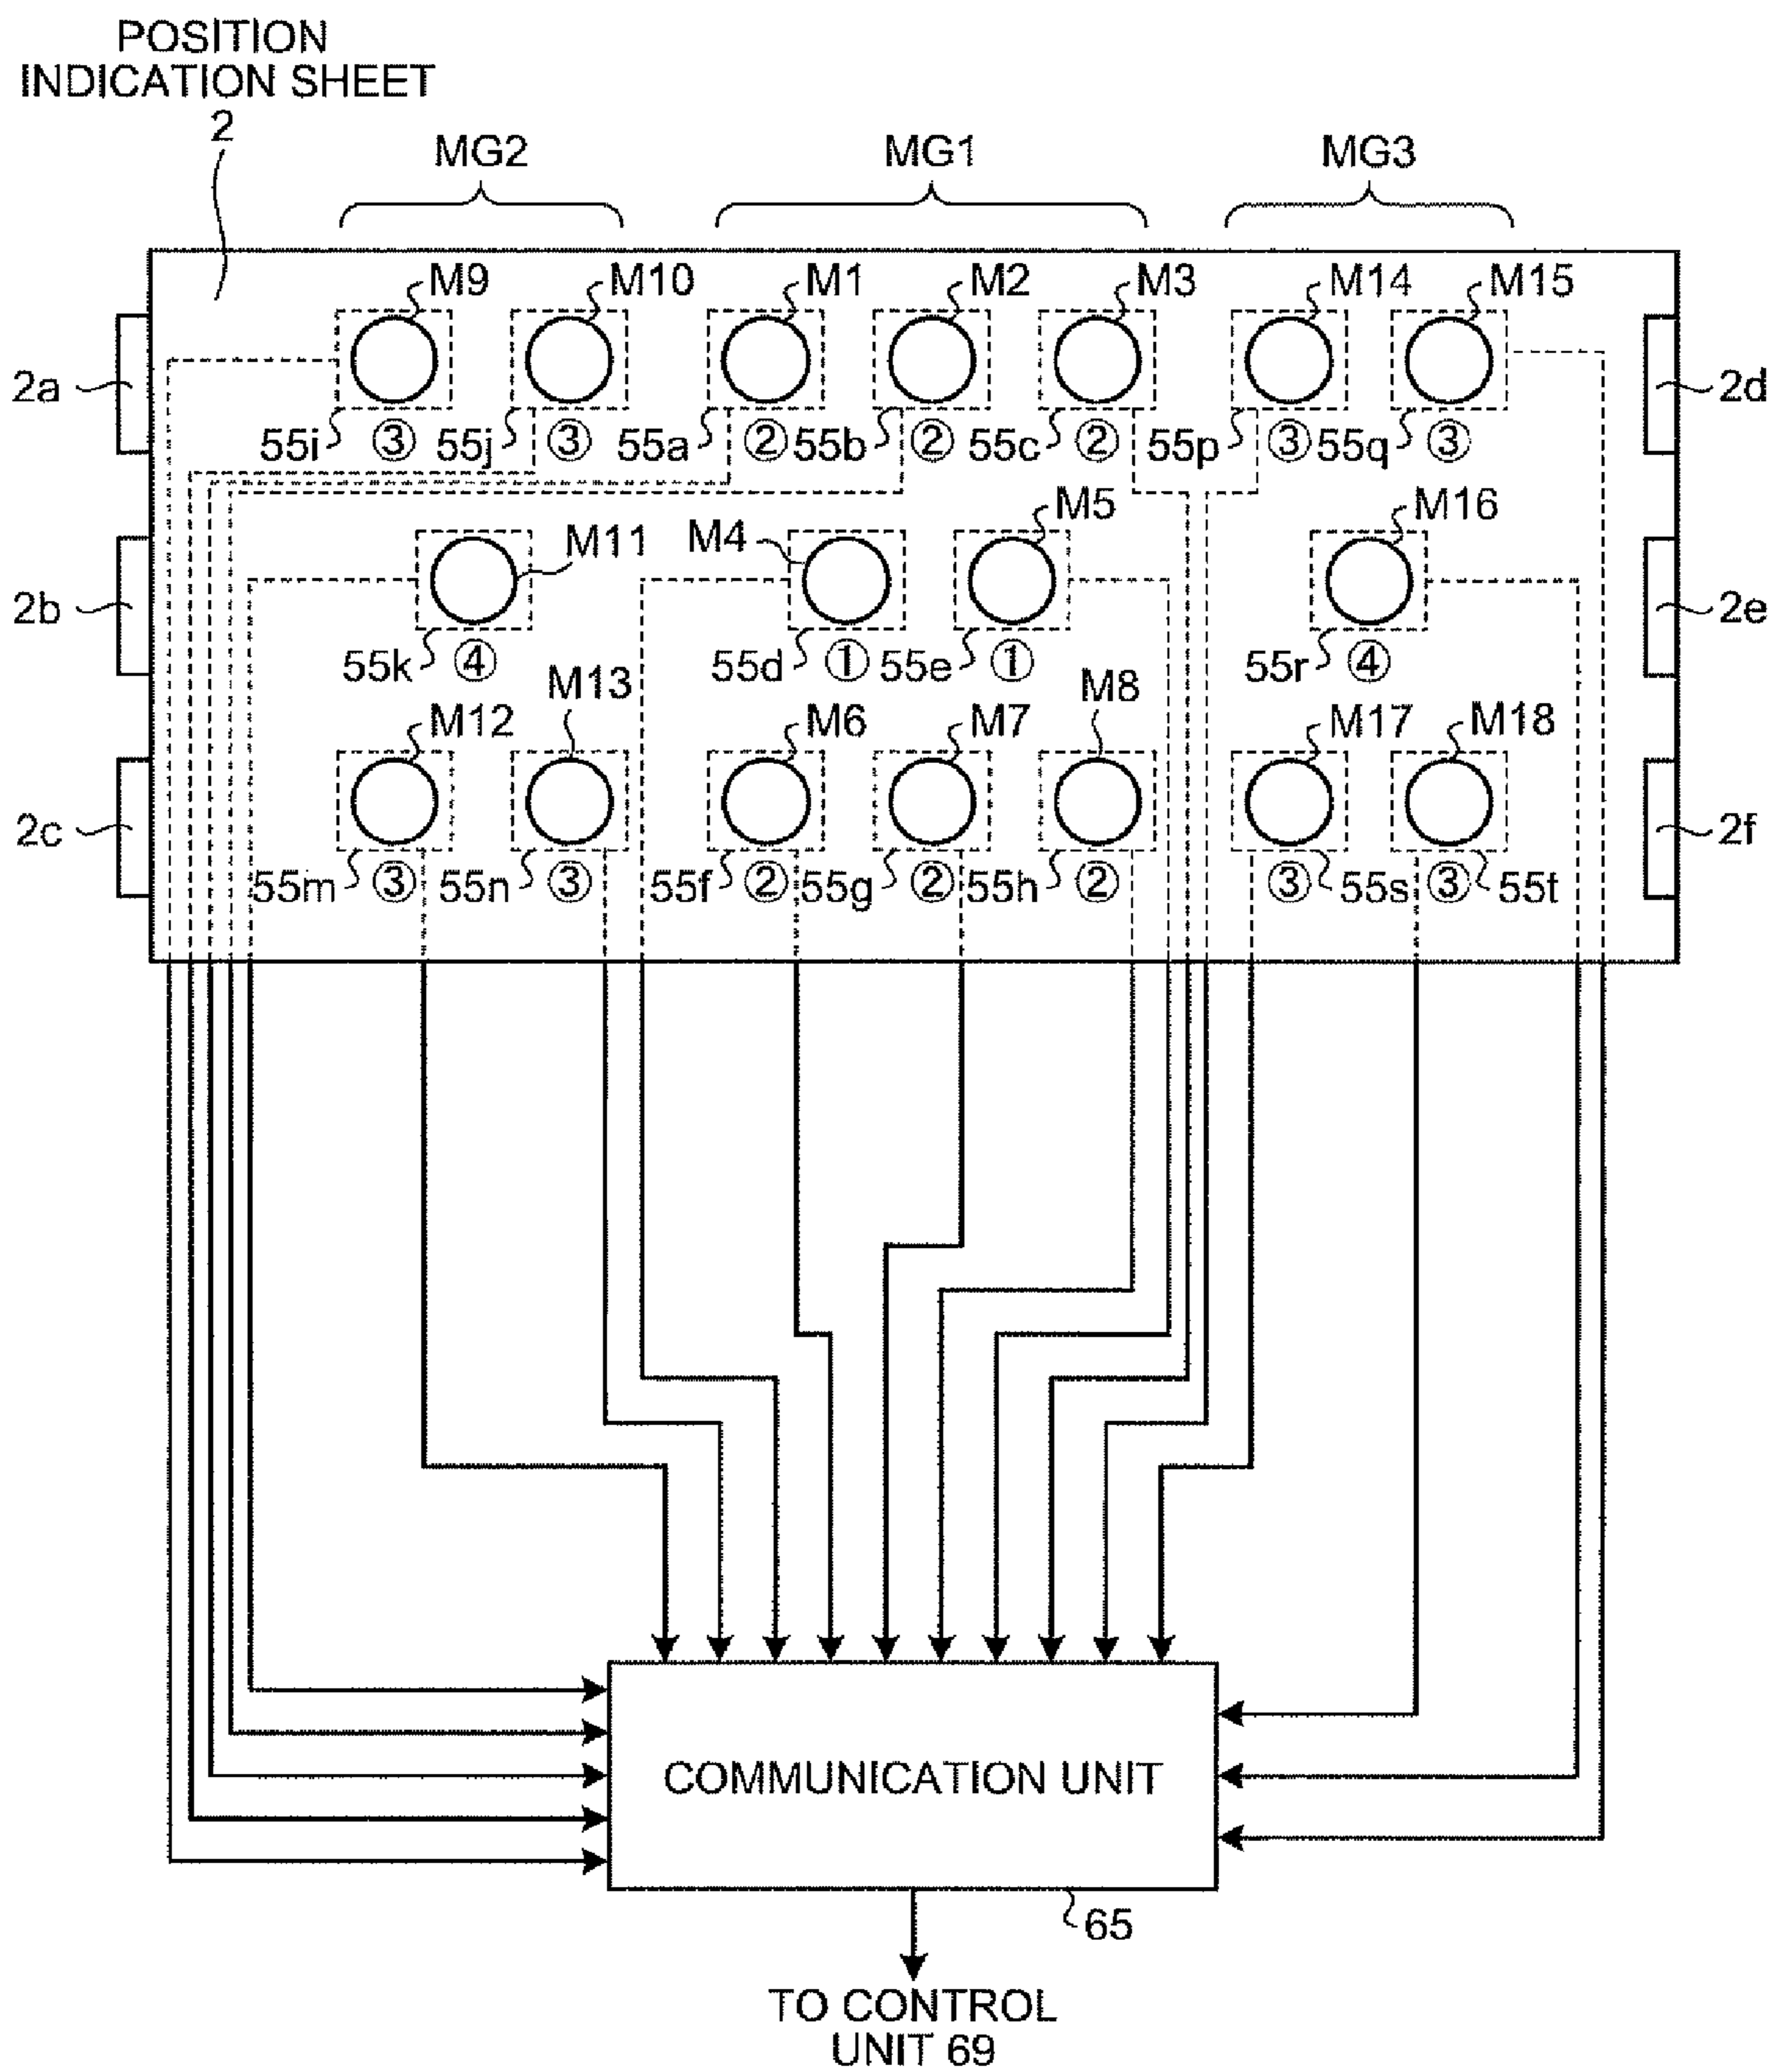 POSITION
INDICATION SHEET
2
MG2 MG1 MG3
M9 M10 M1 M2 M3 M14 M15
2a 2d
55i ③ 55j ③ 55a ② 55b ② 55c ② 55p ③ 55q ③
M11 M4 M5 M16
2b 2e
55k ④ 55d ① 55e ① 55r ④
M12 M13 M6 M7 M8 M17 M18
2c 2f
55m ③ 55n ③ 55f ② 55g ② 55h ② ③ 55s ③ 55t
COMMUNICATION UNIT
65
TO CONTROL
UNIT 69